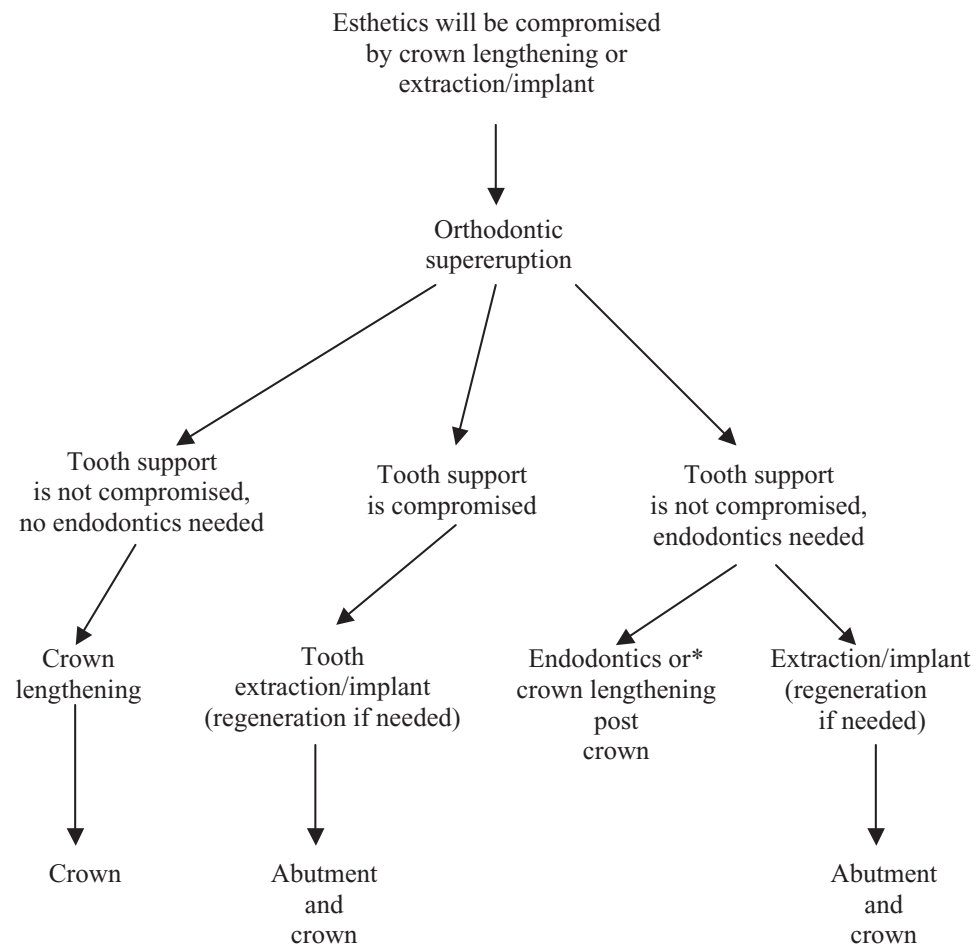 Esthetics will be compromised
by crown lengthening or
extraction/implant
Orthodontic
supereruption
Tooth support
is not compromised,
no endodontics needed
Tooth support
is compromised
Tooth support
is not compromised,
endodontics needed
Crown
lengthening
Tooth
extraction/implant
(regeneration if needed)
Endodontics or*
crown lengthening
post
crown
Extraction/implant
(regeneration
if needed)
Crown
Abutment
and
crown
Abutment
and
crown